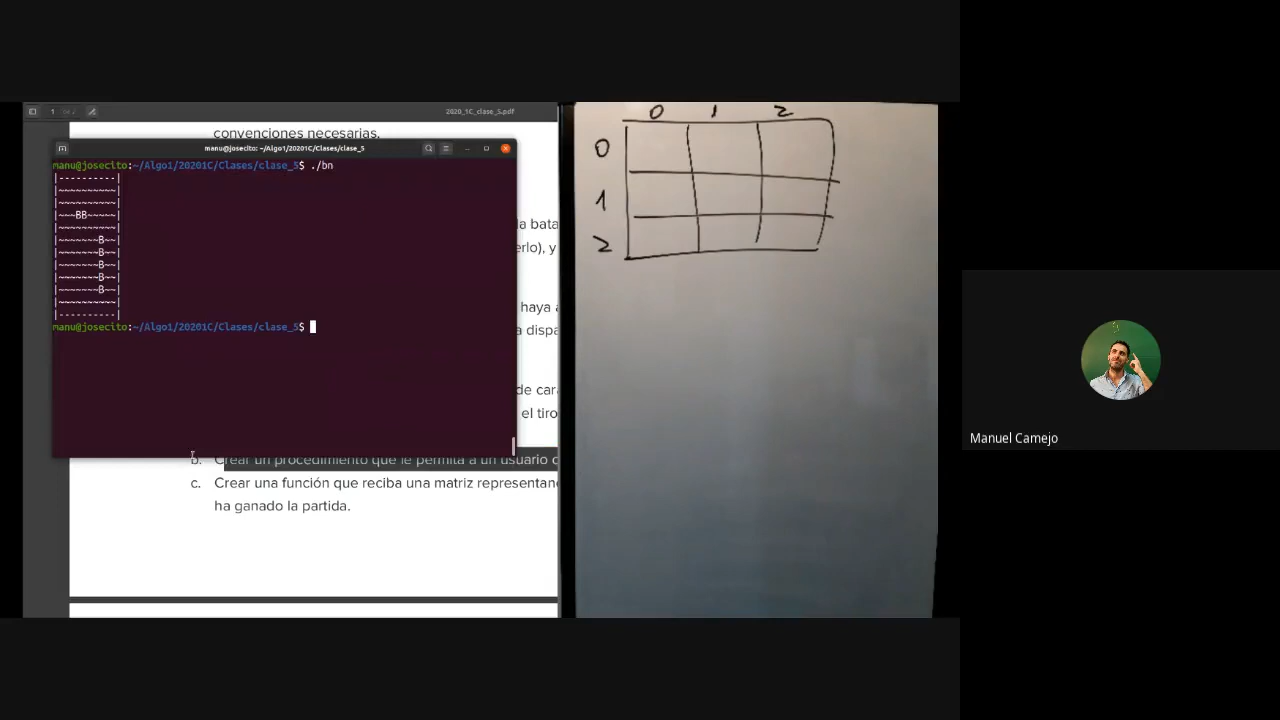 2020_1C_clase_5.pdf
1
convenciones necesarias.
manu@josecito: ~/Algo1/20201C/Clases/clase_5
manu@josecito:~/Algo1/20201C/Clases/clase_5$ ./bn
|----------|
|~~~~~~~~~~|
|~~~~~~~~~~|
|~~~BB~~~~~|
|~~~~~~~~~~|
|~~~~~~~B~~|
|~~~~~~~B~~|
|~~~~~~~B~~|
|~~~~~~~B~~|
|~~~~~~~B~~|
|~~~~~~~~~~|
|----------|
manu@josecito:~/Algo1/20201C/Clases/clase_5$
la bata
erlo), y
haya a
a dispa
de cara
el tiro
b. Crear un procedimiento que le permita a un usuario
c. Crear una función que reciba una matriz representan
ha ganado la partida.
0 1 2
0
1
2
Manuel Camejo